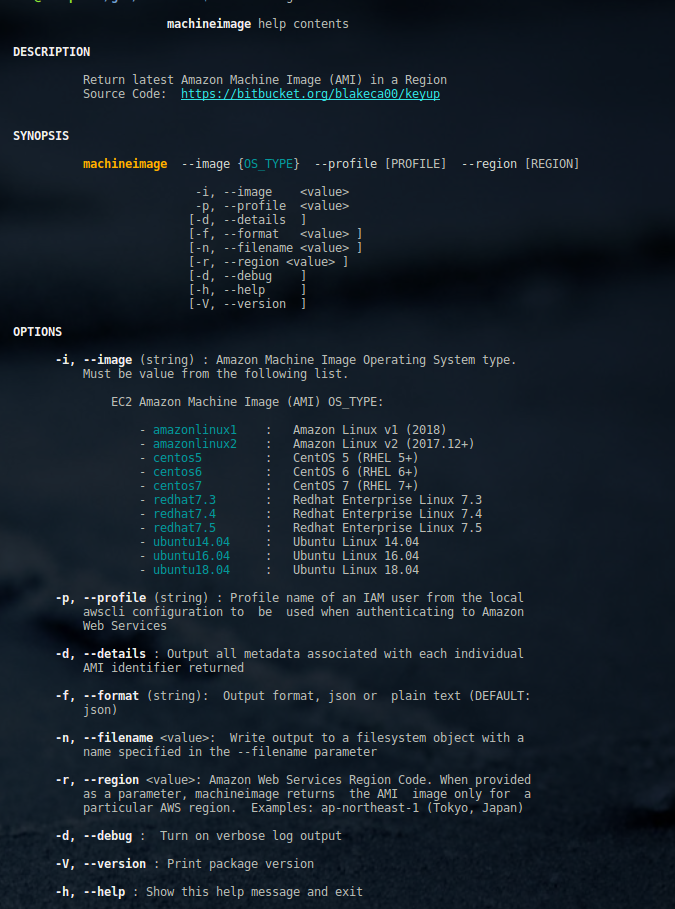 machineimage help contents
DESCRIPTION
Return latest Amazon Machine Image (AMI) in a Region
Source Code:  https://bitbucket.org/blakeca00/keyup
SYNOPSIS
machineimage  --image {OS_TYPE}  --profile [PROFILE]  --region [REGION]
-i, --image    <value>
-p, --profile  <value>
[-d, --details  ]
[-f, --format   <value> ]
[-n, --filename <value> ]
[-r, --region <value> ]
[-d, --debug    ]
[-h, --help     ]
[-V, --version  ]
OPTIONS
-i, --image (string) : Amazon Machine Image Operating System type.
Must be value from the following list.
EC2 Amazon Machine Image (AMI) OS_TYPE:
- amazonlinux1    :   Amazon Linux v1 (2018)
- amazonlinux2    :   Amazon Linux v2 (2017.12+)
- centos5         :   CentOS 5 (RHEL 5+)
- centos6         :   CentOS 6 (RHEL 6+)
- centos7         :   CentOS 7 (RHEL 7+)
- redhat7.3       :   Redhat Enterprise Linux 7.3
- redhat7.4       :   Redhat Enterprise Linux 7.4
- redhat7.5       :   Redhat Enterprise Linux 7.5
- ubuntu14.04     :   Ubuntu Linux 14.04
- ubuntu16.04     :   Ubuntu Linux 16.04
- ubuntu18.04     :   Ubuntu Linux 18.04
-p, --profile (string) : Profile name of an IAM user from the local
awscli configuration to  be  used when authenticating to Amazon
Web Services
-d, --details : Output all metadata associated with each individual
AMI identifier returned
-f, --format (string):  Output format, json or  plain text (DEFAULT:
json)
-n, --filename <value>:  Write output to a filesystem object with a
name specified in the --filename parameter
-r, --region <value>: Amazon Web Services Region Code. When provided
as a parameter, machineimage returns  the AMI  image only for  a
particular AWS region.  Examples: ap-northeast-1 (Tokyo, Japan)
-d, --debug :  Turn on verbose log output
-V, --version : Print package version
-h, --help : Show this help message and exit